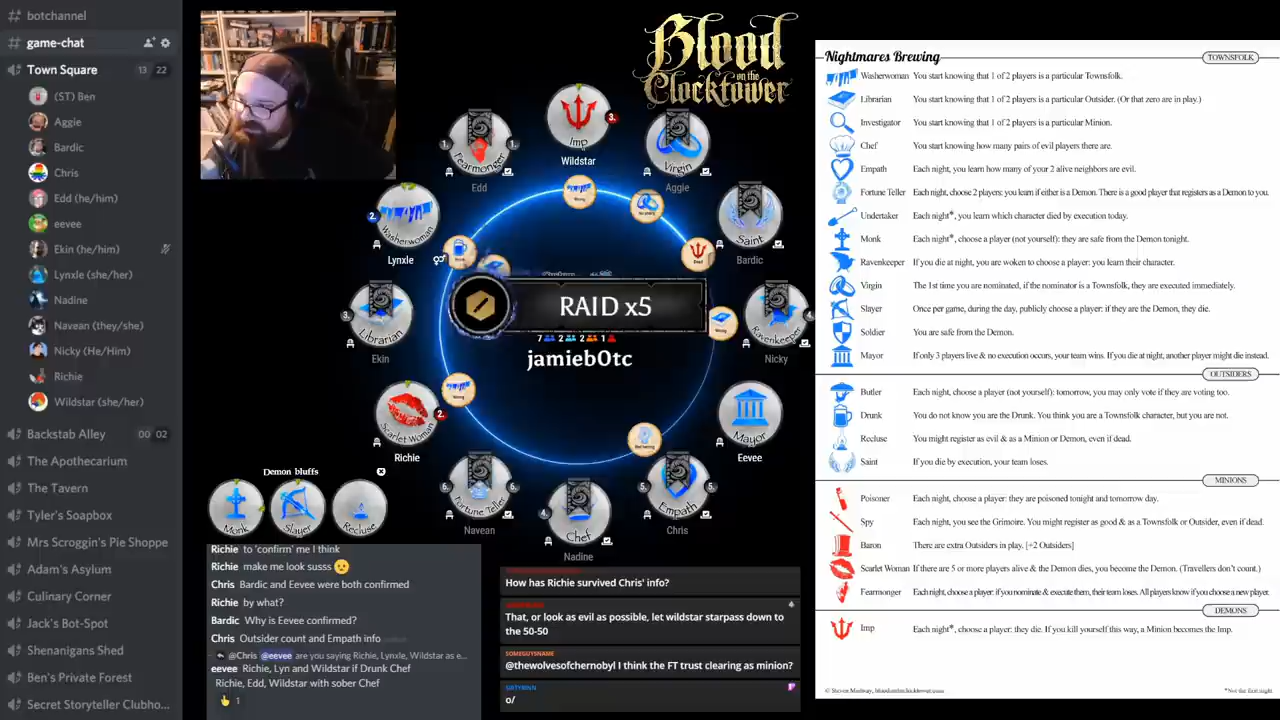 botchannel
game-chat
Town Square 13 22
(ST) Ben
Aggie
Bardic
Chris
Edd (he/him)
eevee
Ekin (he/him)
Lynxle (she/her)
Nadine
Navean (they/she)
Nicky (She/Him)
Richie
Wildstar (she/her)
Backstab Alley 00 02
The Apothecarium
The Tavern
Tyler's Soapbox
Mrs Scroggin's Pie Shoppe
Adam's Asylum
Culinary Corner
Jack's Bot-Spot
Shenanigans Shed
Ben's Private Forest
Secret Storyteller Clubho...
Blood
on the
Clocktower
Imp
Wildstar
Fearmonger
Edd
Virgin
Aggie
Washerwoman
Lynxle
Saint
Bardic
Librarian
Ekin
Ravenkeeper
Nicky
Scarlet Woman
Richie
Mayor
Eevee
Fortune Teller
Navean
Chef
Nadine
Empath
Chris
RAID x5
7 2 2 1
jamieb0tc
Demon bluffs
Monk
Slayer
Recluse
Richie to 'confirm' me I think
Richie make me look susss
Chris Bardic and Eevee were both confirmed
Richie by what?
Bardic Why is Eevee confirmed?
Chris Outsider count and Empath info
@Chris @eevee are you saying Richie, Lynxle, Wildstar as e...
eevee Richie, Lyn and Wildstar if Drunk Chef
Richie, Edd, Wildstar with sober Chef
1
How has Richie survived Chris' info?
That, or look as evil as possible, let wildstar starpass down to
the 50-50
SOMEGUYSNAME
@thewolvesofchernobyl I think the FT trust clearing as minion?
o/
Nightmares Brewing
TOWNSFOLK
Washerwoman You start knowing that 1 of 2 players is a particular Townsfolk.
Librarian You start knowing that 1 of 2 players is a particular Outsider. (Or that zero are in play.)
Investigator You start knowing that 1 of 2 players is a particular Minion.
Chef You start knowing how many pairs of evil players there are.
Empath Each night, you learn how many of your 2 alive neighbors are evil.
Fortune Teller Each night, choose 2 players: you learn if either is a Demon. There is a good player that registers as a Demon to you.
Undertaker Each night*, you learn which character died by execution today.
Monk Each night*, choose a player (not yourself): they are safe from the Demon tonight.
Ravenkeeper If you die at night, you are woken to choose a player: you learn their character.
Virgin The 1st time you are nominated, if the nominator is a Townsfolk, they are executed immediately.
Slayer Once per game, during the day, publicly choose a player: if they are the Demon, they die.
Soldier You are safe from the Demon.
Mayor If only 3 players live & no execution occurs, your team wins. If you die at night, another player might die instead.
OUTSIDERS
Butler Each night, choose a player (not yourself): tomorrow, you may only vote if they are voting too.
Drunk You do not know you are the Drunk. You think you are a Townsfolk character, but you are not.
Recluse You might register as evil & as a Minion or Demon, even if dead.
Saint If you die by execution, your team loses.
MINIONS
Poisoner Each night, choose a player: they are poisoned tonight and tomorrow day.
Spy Each night, you see the Grimoire. You might register as good & as a Townsfolk or Outsider, even if dead.
Baron There are extra Outsiders in play. [+2 Outsiders]
Scarlet Woman If there are 5 or more players alive & the Demon dies, you become the Demon. (Travellers don't count.)
Fearmonger Each night, choose a player: if you nominate & execute them, their team loses. All players know if you choose a new player.
DEMONS
Imp Each night*, choose a player: they die. If you kill yourself this way, a Minion becomes the Imp.
*Not the first night